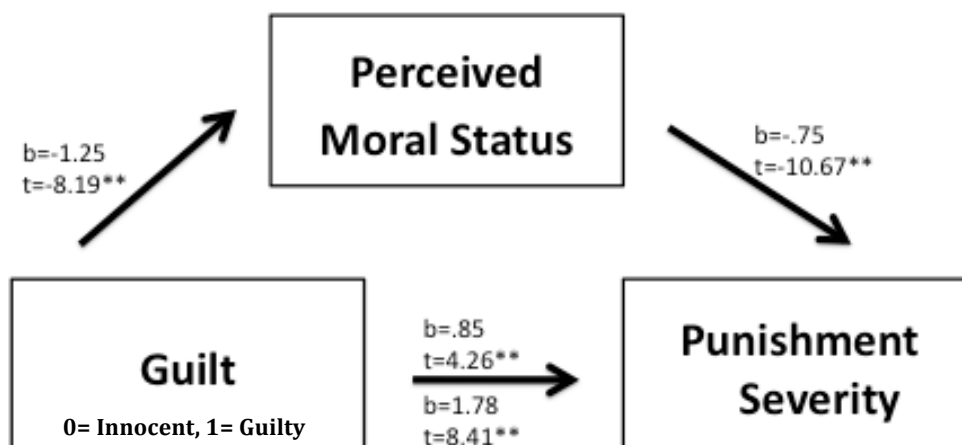 Perceived
Moral Status
b=-1.25
t=-8.19**
b=-.75
t=-10.67**
Guilt
0= Innocent, 1= Guilty
b=.85
t=4.26**
b=1.78
t=8.41**
Punishment
Severity